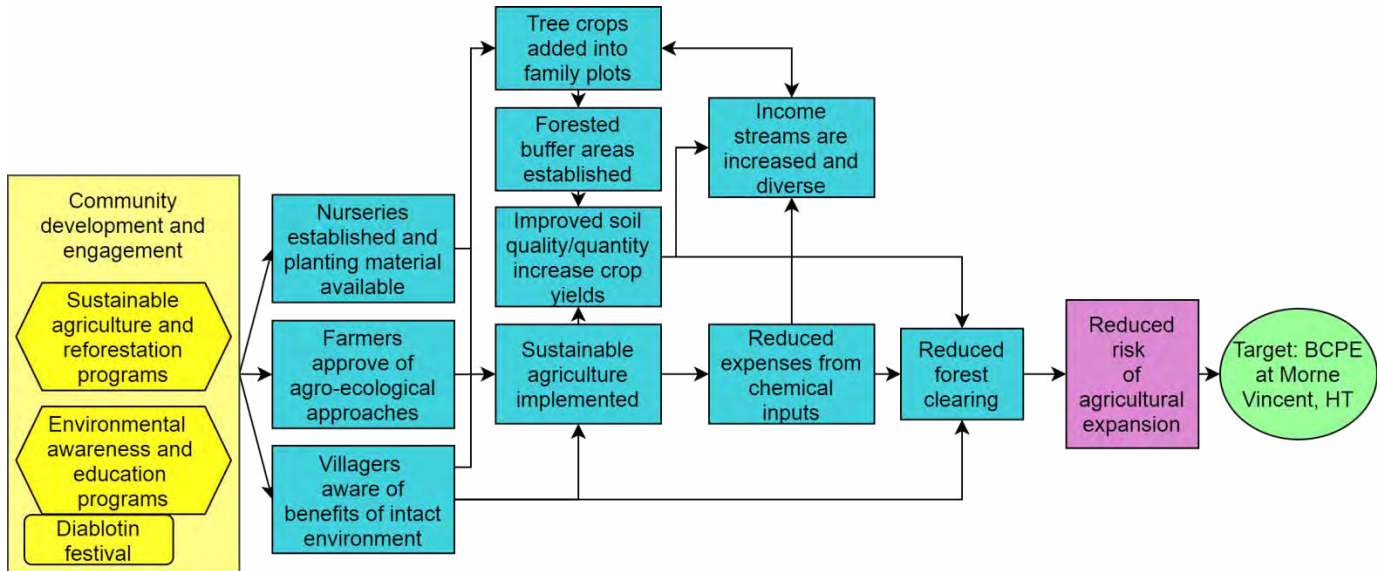 Community
development and
engagement
Sustainable
agriculture and
reforestation
programs
Environmental
awareness and
education
programs
Diablotin
festival
Nurseries
established and
planting material
available
Farmers
approve of
agro-ecological
approaches
Villagers
aware of
benefits of intact
environment
Tree crops
added into
family plots
Forested
buffer areas
established
Improved soil
quality/quantity
increase crop
yields
Sustainable
agriculture
implemented
Income
streams are
increased and
diverse
Reduced
expenses from
chemical
inputs
Reduced
forest
clearing
Reduced
risk
of
agricultural
expansion
Target: BCPE
at Morne
Vincent, HT